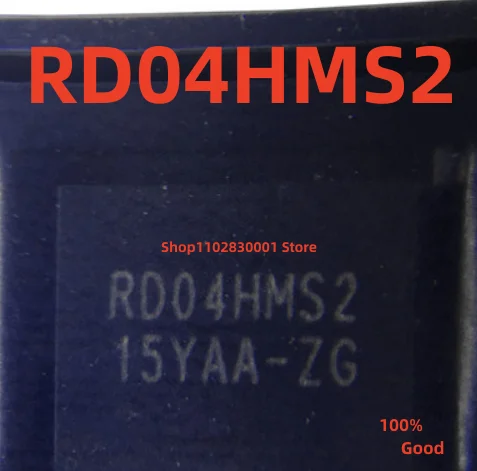 RD04HMS2
Shop1102830001 Store
RD04HMS2
15YAA-ZG
100%
Good